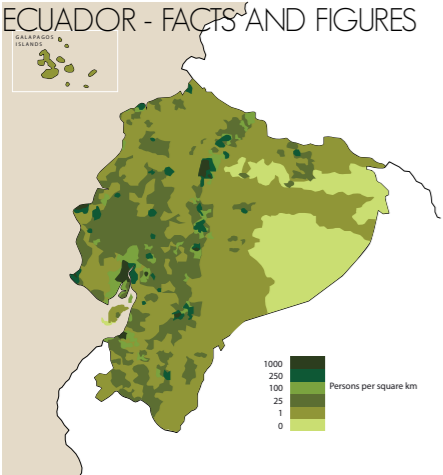 ECUADOR - FACTS AND FIGURES
GALAPAGOS
ISLANDS
1000
250
100
25
1
0
Persons per square km